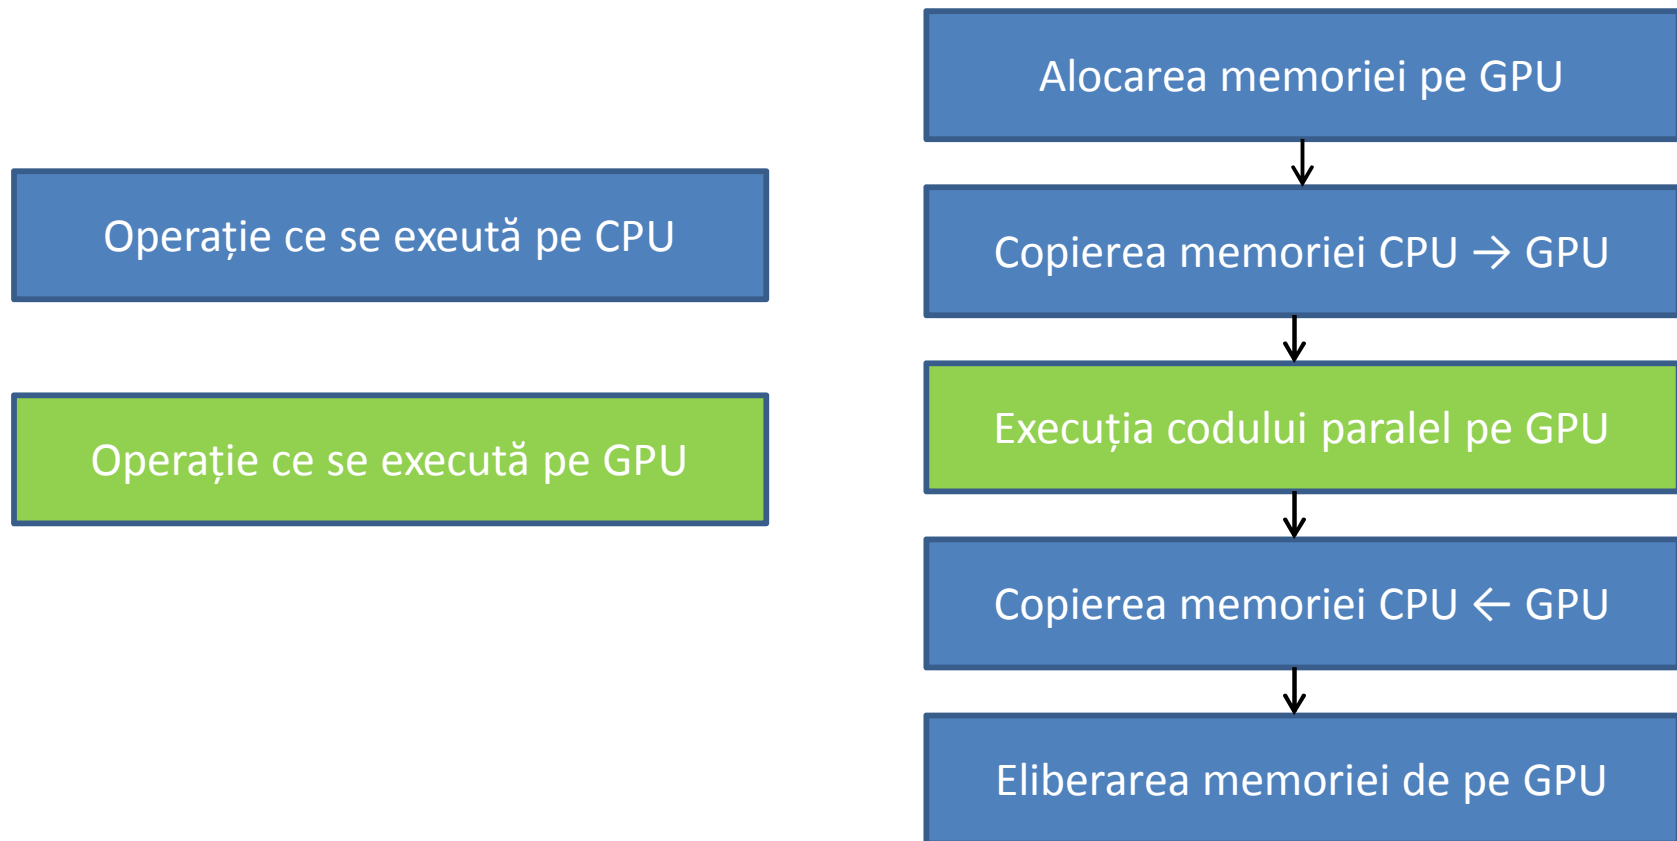 Operație ce se exeută pe CPU
Operație ce se execută pe GPU
Alocarea memoriei pe GPU
Copierea memoriei CPU → GPU
Execuția codului paralel pe GPU
Copierea memoriei CPU ← GPU
Eliberarea memoriei de pe GPU